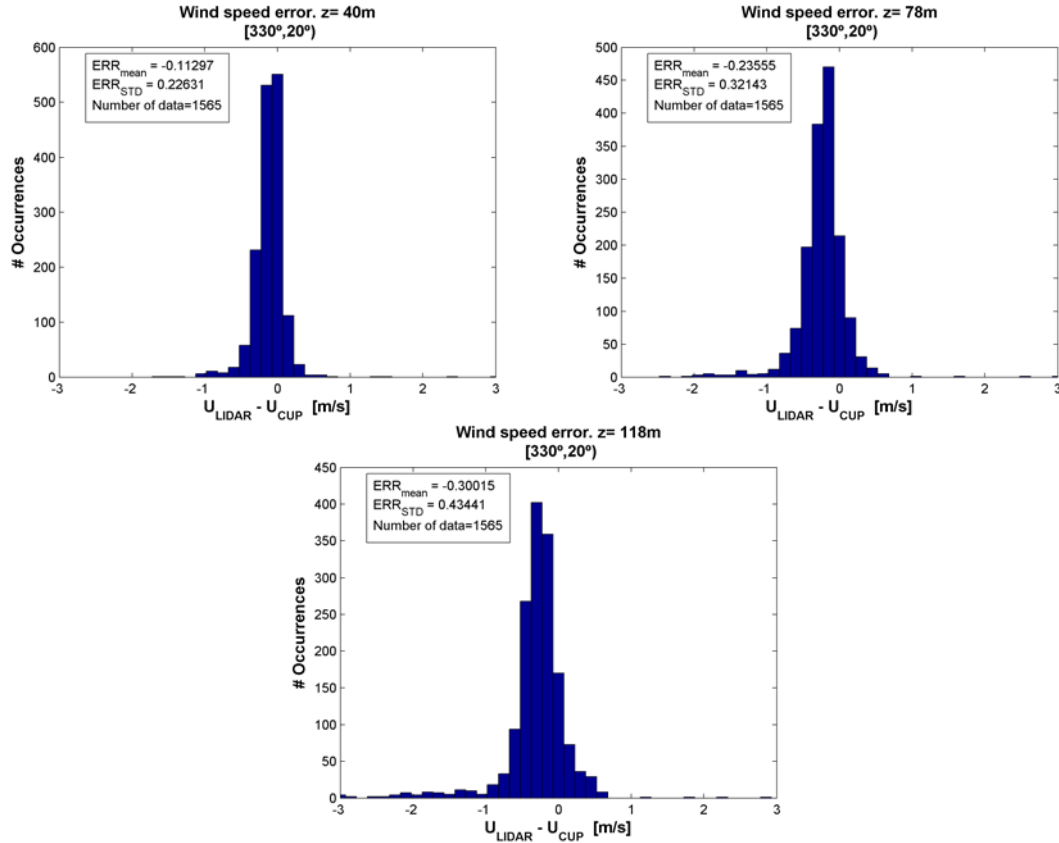 Wind speed error. z= 40m
[330º,20º)
ERRmean = -0.11297
ERRSTD = 0.22631
Number of data=1565
# Occurrences
600
500
400
300
200
100
0
-3 -2 -1 0 1 2 3
ULIDAR - UCUP [m/s]
Wind speed error. z= 78m
[330º,20º)
ERRmean = -0.23555
ERRSTD = 0.32143
Number of data=1565
# Occurrences
500
450
400
350
300
250
200
150
100
50
0
-3 -2 -1 0 1 2 3
ULIDAR - UCUP [m/s]
Wind speed error. z= 118m
[330º,20º)
ERRmean = -0.30015
ERRSTD = 0.43441
Number of data=1565
# Occurrences
450
400
350
300
250
200
150
100
50
0
-3 -2 -1 0 1 2 3
ULIDAR - UCUP [m/s]